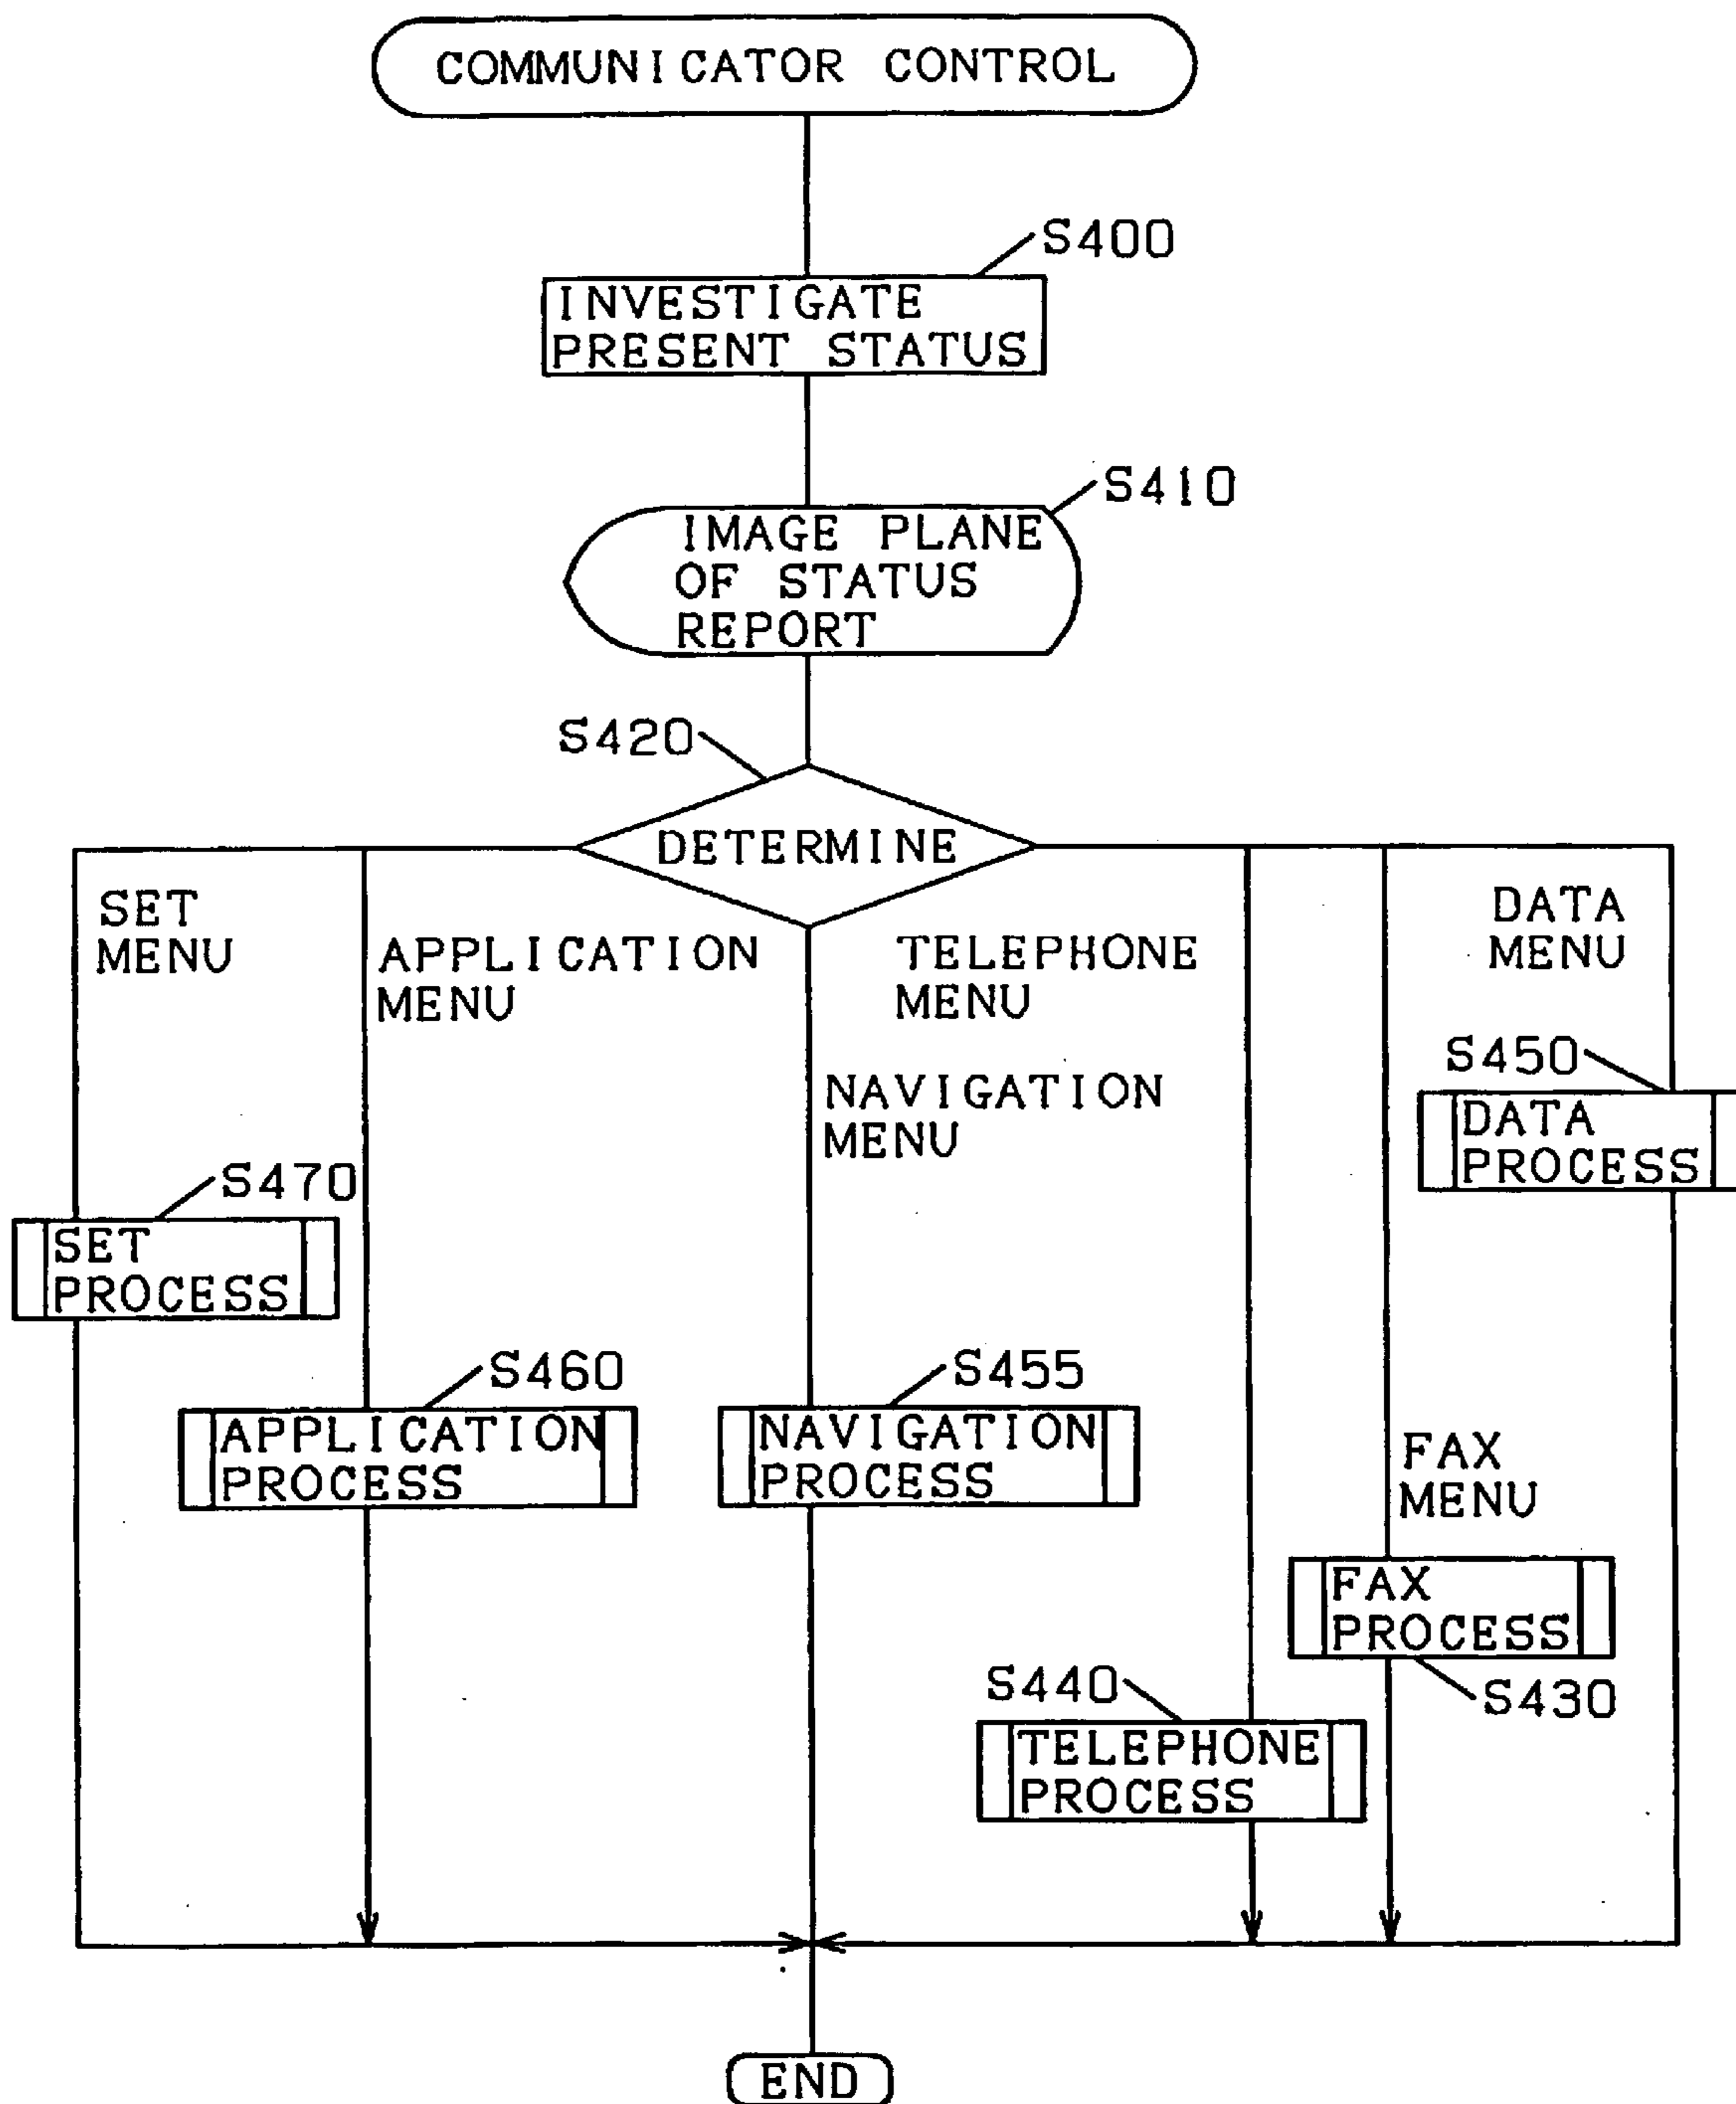 COMMUNICATOR CONTROL
S400
INVESTIGATE
PRESENT STATUS
S410
IMAGE PLANE
OF STATUS
REPORT
S420
DETERMINE
SET
MENU
APPLICATION
MENU
TELEPHONE
MENU
DATA
MENU
NAVIGATION
MENU
S450
DATA
PROCESS
S470
SET
PROCESS
S460
APPLICATION
PROCESS
S455
NAVIGATION
PROCESS
FAX
MENU
FAX
PROCESS
S430
S440
TELEPHONE
PROCESS
END